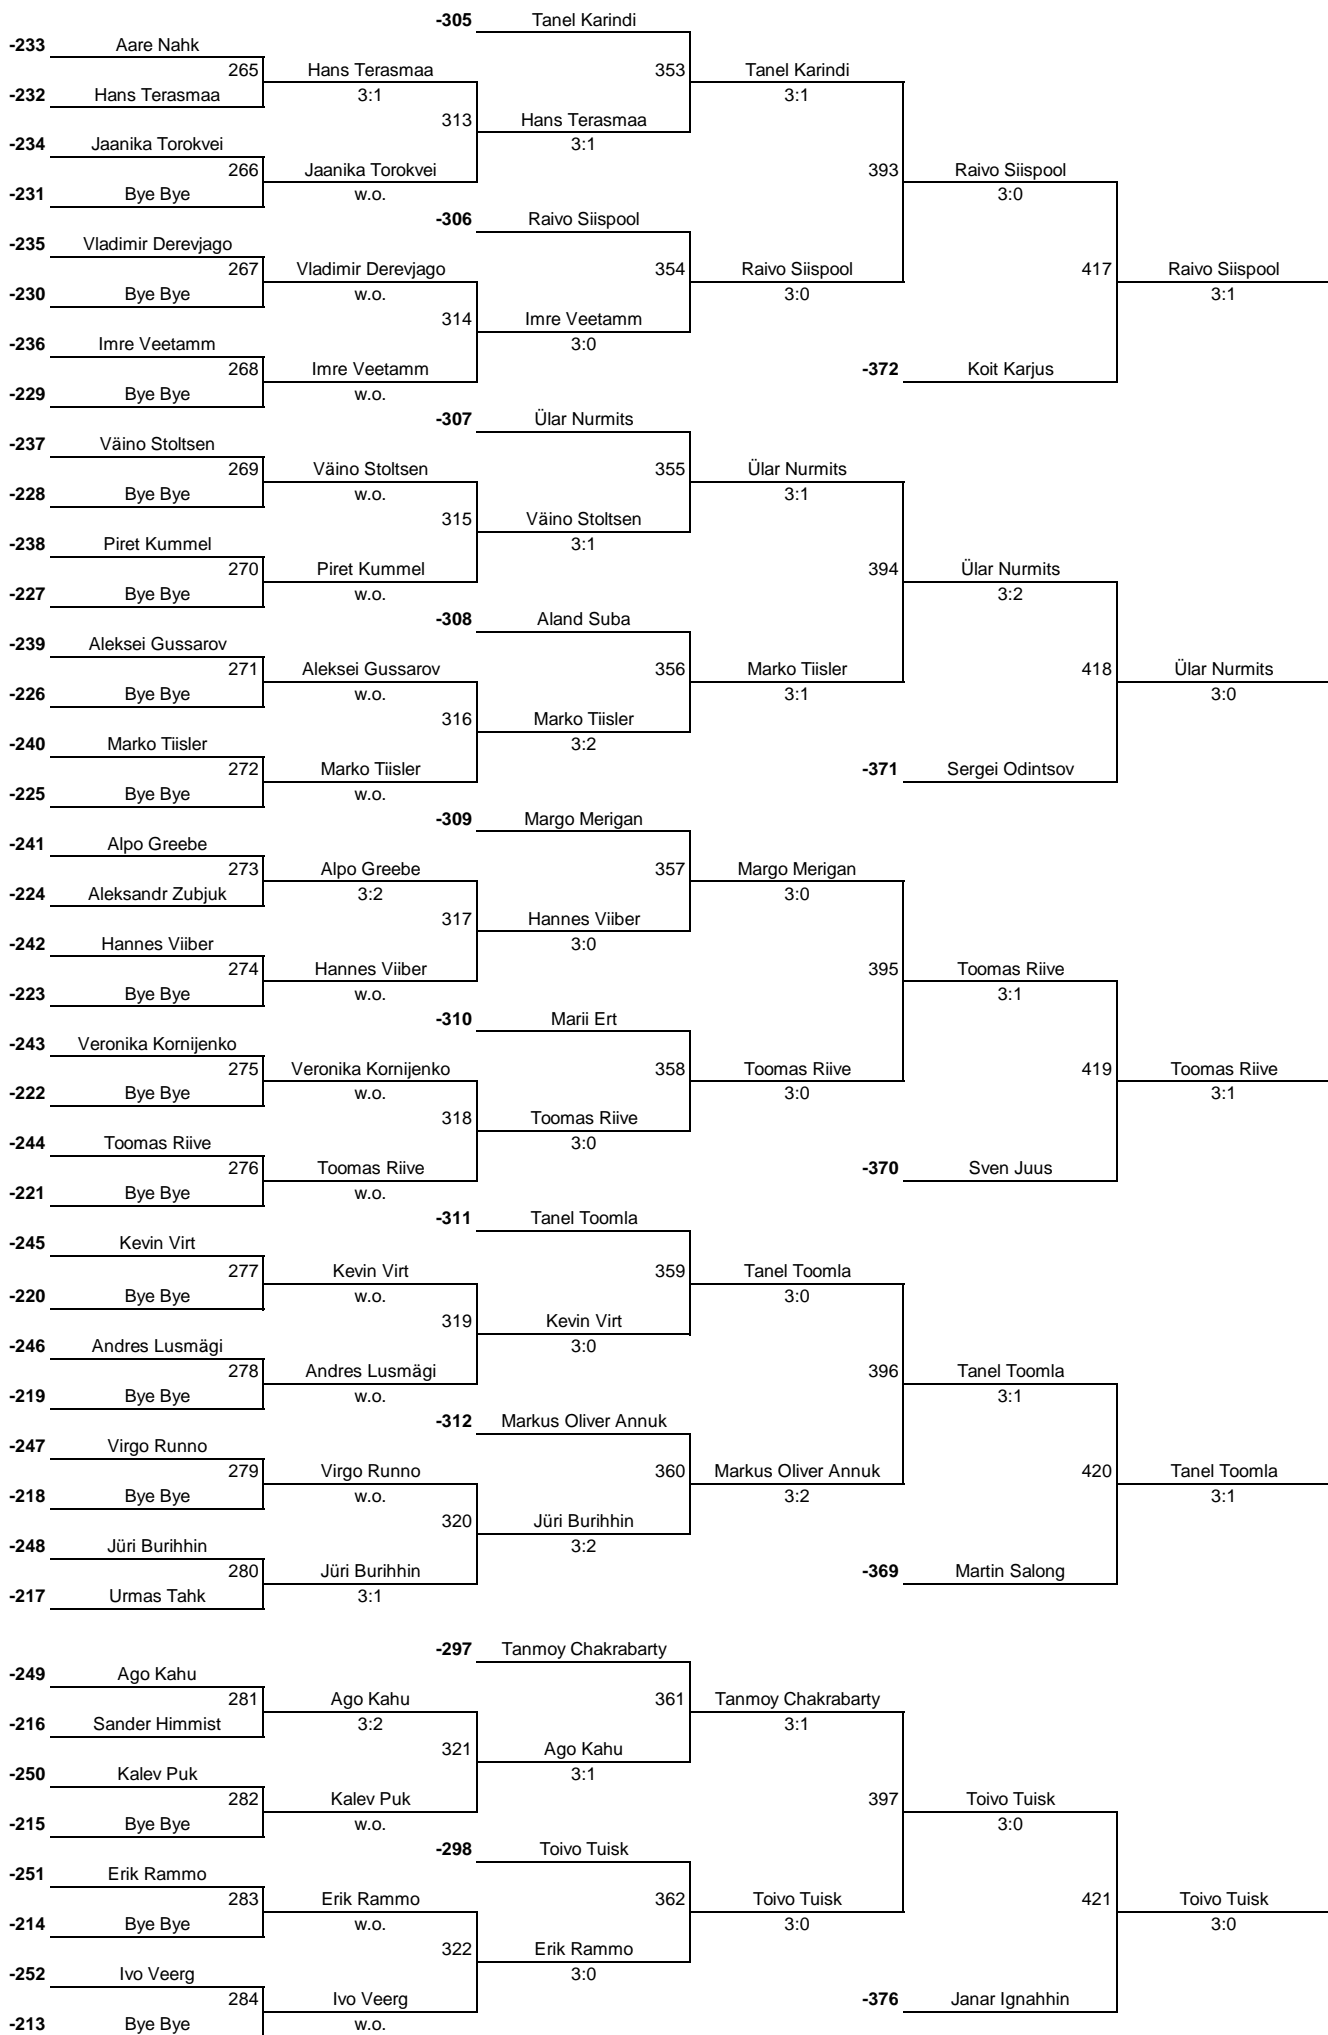 -305 Tanel Karindi
-233 Aare Nahk
265 Hans Terasmaa 353 Tanel Karindi
-232 Hans Terasmaa 3:1 3:1
313 Hans Terasmaa
-234 Jaanika Torokvei 3:1
266 Jaanika Torokvei 393 Raivo Siispool
-231 Bye Bye w.o. 3:0
-306 Raivo Siispool
-235 Vladimir Derevjago
267 Vladimir Derevjago 354 Raivo Siispool 417 Raivo Siispool
-230 Bye Bye w.o. 3:0 3:1
314 Imre Veetamm
-236 Imre Veetamm 3:0
268 Imre Veetamm -372 Koit Karjus
-229 Bye Bye w.o.
-307 Ülar Nurmits
-237 Väino Stoltsen
269 Väino Stoltsen 355 Ülar Nurmits
-228 Bye Bye w.o. 3:1
315 Väino Stoltsen
-238 Piret Kummel 3:1
270 Piret Kummel 394 Ülar Nurmits
-227 Bye Bye w.o. 3:2
-308 Aland Suba
-239 Aleksei Gussarov
271 Aleksei Gussarov 356 Marko Tiisler 418 Ülar Nurmits
-226 Bye Bye w.o. 3:1 3:0
316 Marko Tiisler
-240 Marko Tiisler 3:2
272 Marko Tiisler -371 Sergei Odintsov
-225 Bye Bye w.o.
-309 Margo Merigan
-241 Alpo Greebe
273 Alpo Greebe 357 Margo Merigan
-224 Aleksandr Zubjuk 3:2 3:0
317 Hannes Viiber
-242 Hannes Viiber 3:0
274 Hannes Viiber 395 Toomas Riive
-223 Bye Bye w.o. 3:1
-310 Marii Ert
-243 Veronika Kornijenko
275 Veronika Kornijenko 358 Toomas Riive 419 Toomas Riive
-222 Bye Bye w.o. 3:0 3:1
318 Toomas Riive
-244 Toomas Riive 3:0
276 Toomas Riive -370 Sven Juus
-221 Bye Bye w.o.
-311 Tanel Toomla
-245 Kevin Virt
277 Kevin Virt 359 Tanel Toomla
-220 Bye Bye w.o. 3:0
319 Kevin Virt
-246 Andres Lusmägi 3:0
278 Andres Lusmägi 396 Tanel Toomla
-219 Bye Bye w.o. 3:1
-312 Markus Oliver Annuk
-247 Virgo Runno
279 Virgo Runno 360 Markus Oliver Annuk 420 Tanel Toomla
-218 Bye Bye w.o. 3:2 3:1
320 Jüri Burihhin
-248 Jüri Burihhin 3:2
280 Jüri Burihhin -369 Martin Salong
-217 Urmas Tahk 3:1
-297 Tanmoy Chakrabarty
-249 Ago Kahu
281 Ago Kahu 361 Tanmoy Chakrabarty
-216 Sander Himmist 3:2 3:1
321 Ago Kahu
-250 Kalev Puk 3:1
282 Kalev Puk 397 Toivo Tuisk
-215 Bye Bye w.o. 3:0
-298 Toivo Tuisk
-251 Erik Rammo
283 Erik Rammo 362 Toivo Tuisk 421 Toivo Tuisk
-214 Bye Bye w.o. 3:0 3:0
322 Erik Rammo
-252 Ivo Veerg 3:0
284 Ivo Veerg -376 Janar Ignahhin
-213 Bye Bye w.o.